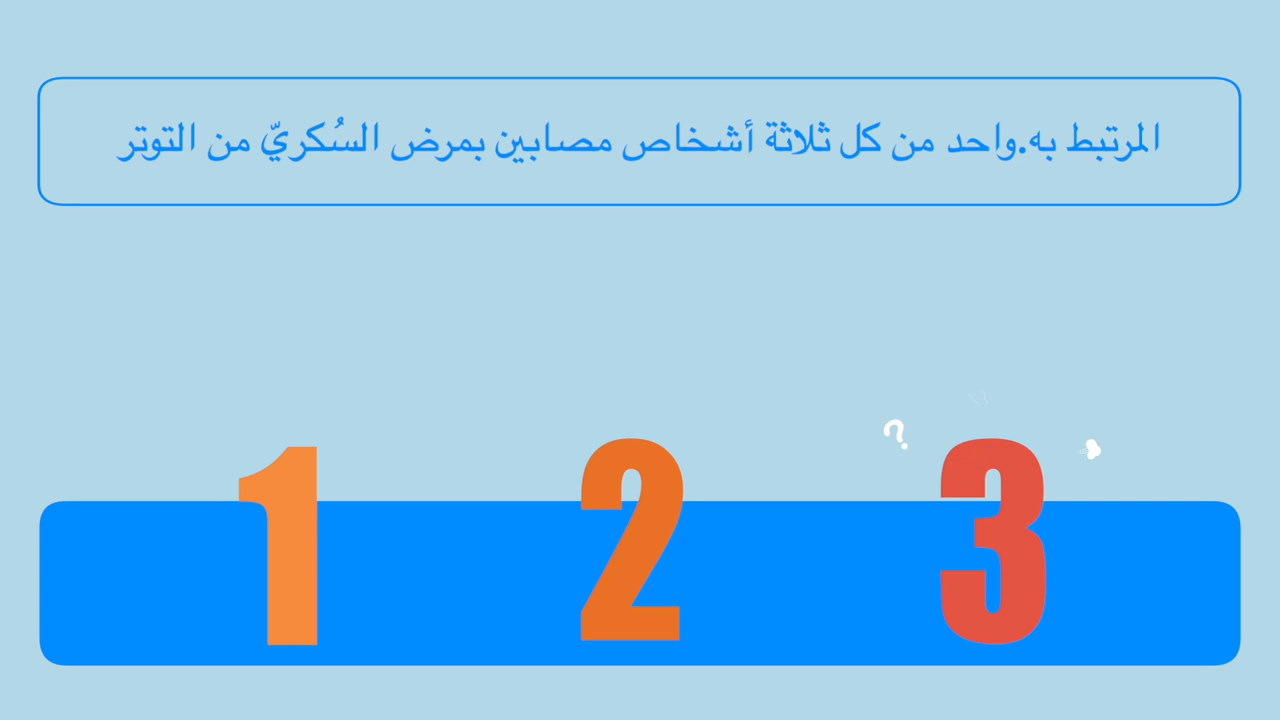 المرتبط به.واحد من كل ثلاثة أشخاص مصابين بمرض السُكريّ من التوتر
1 2 3
?